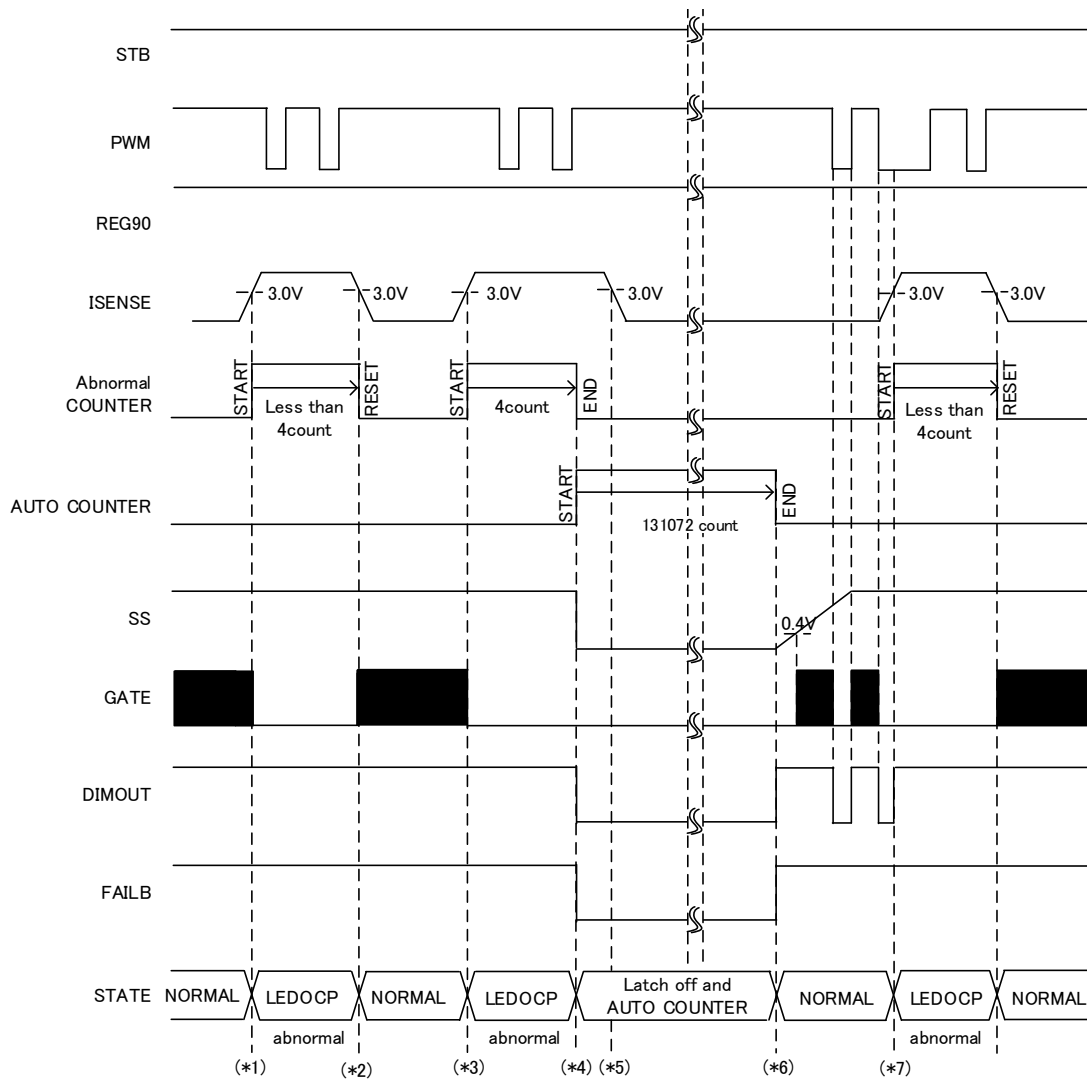 STB
PWM
REG90
ISENSE
3.0V
3.0V
3.0V
3.0V
3.0V
3.0V
Abnormal
COUNTER
START
Less than
4count
RESET
START
4count
END
START
Less than
4count
RESET
AUTO COUNTER
START
131072 count
END
SS
0.4V
GATE
DIMOUT
FAILB
STATE
NORMAL
LEDOCP
NORMAL
LEDOCP
Latch off and
AUTO COUNTER
NORMAL
LEDOCP
NORMAL
abnormal
abnormal
abnormal
(*1)
(*2)
(*3)
(*4)
(*5)
(*6)
(*7)